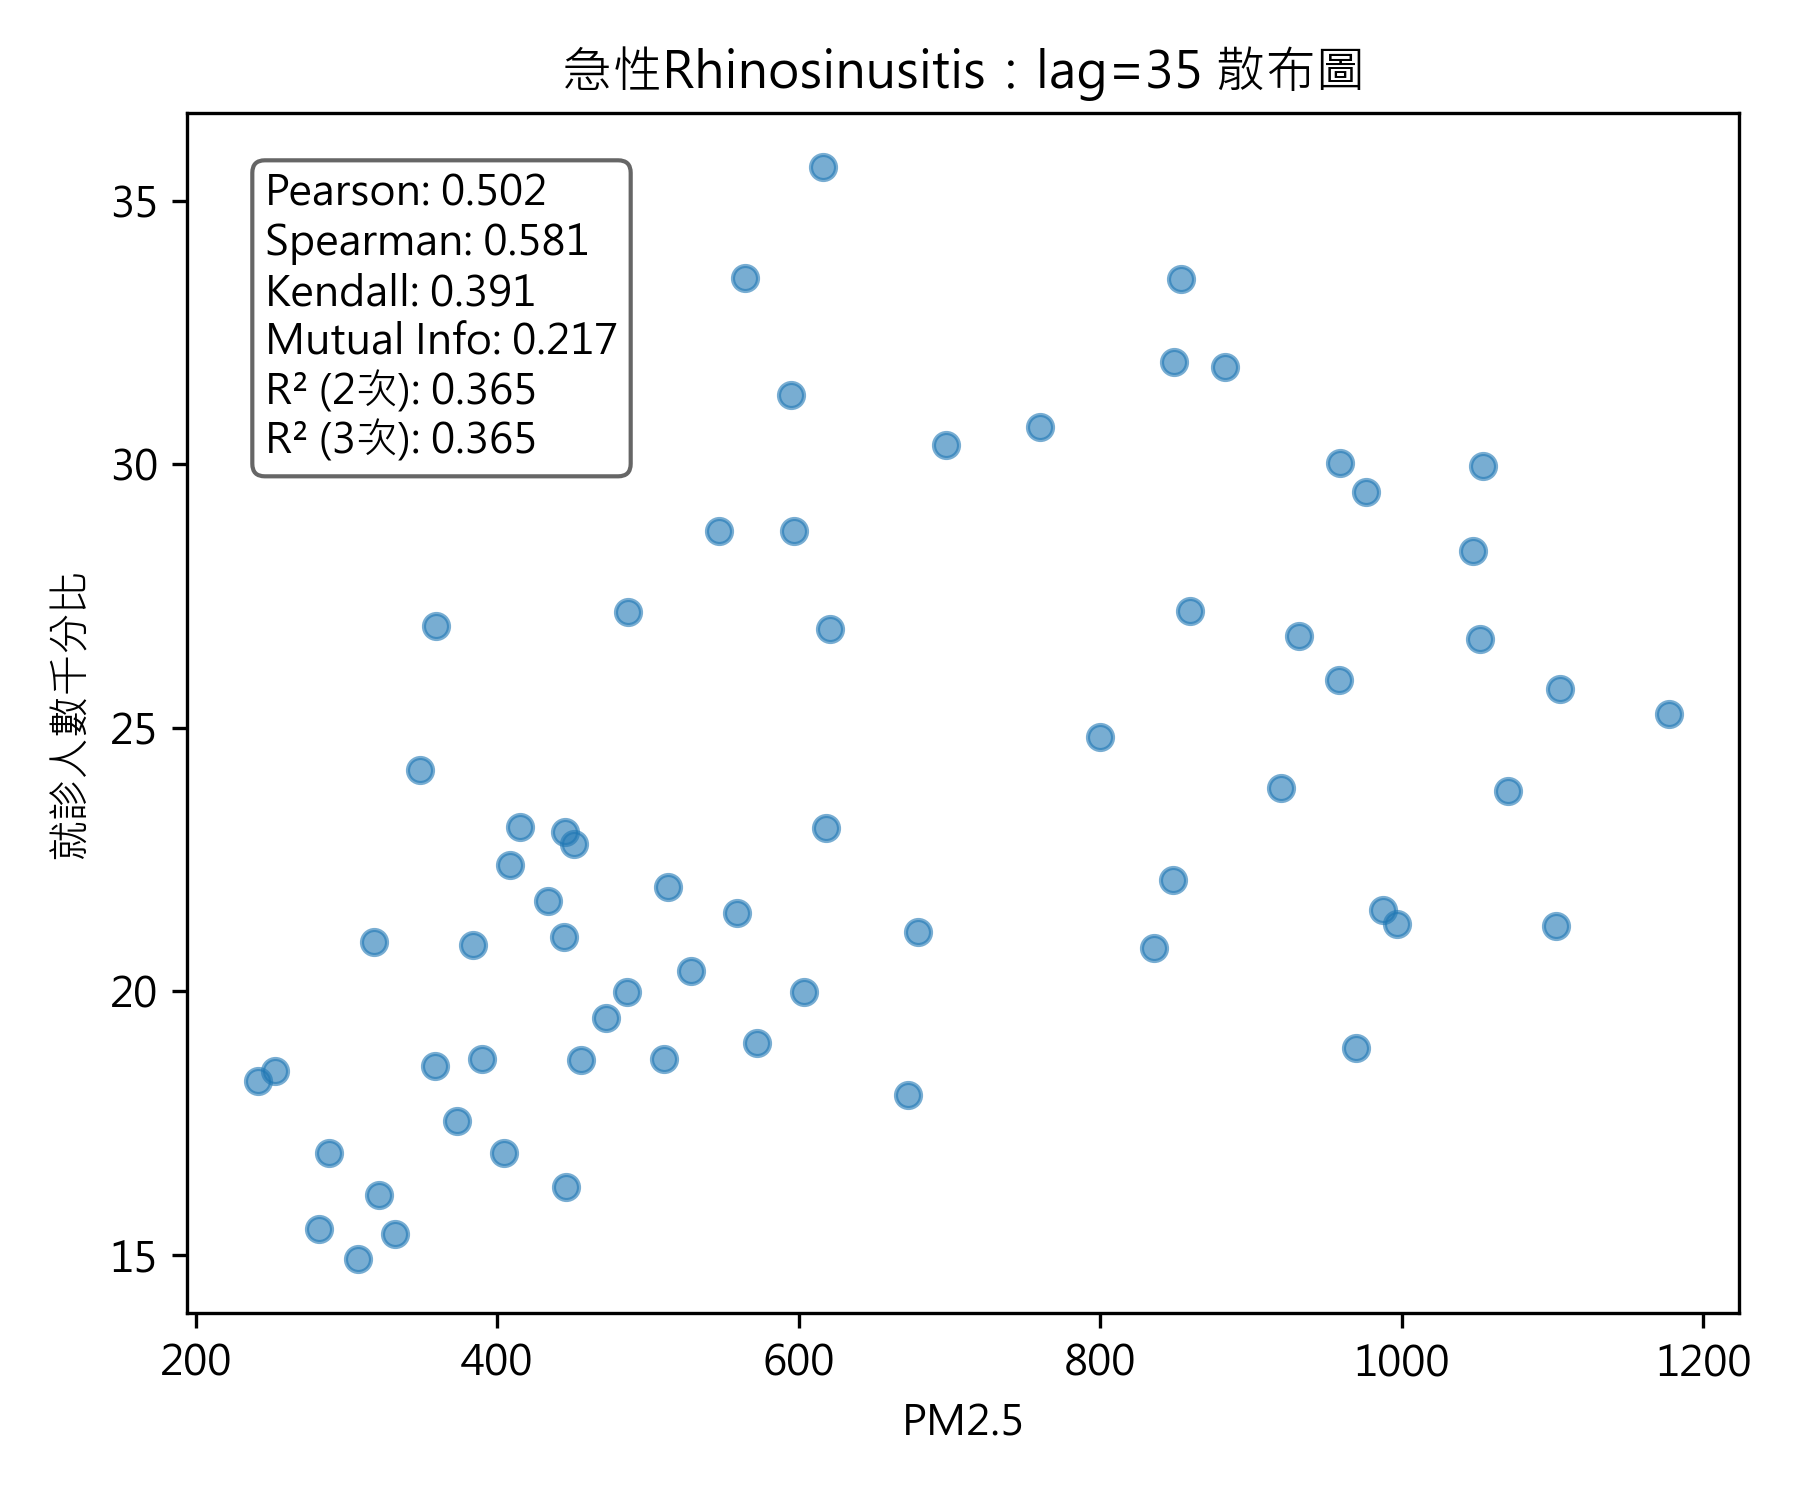 急性Rhinosinusitis：lag=35 散布圖
Pearson: 0.502
Spearman: 0.581
Kendall: 0.391
Mutual Info: 0.217
R² (2次): 0.365
R² (3次): 0.365
就診人數千分比
35
30
25
20
15
200 400 600 800 1000 1200
PM2.5